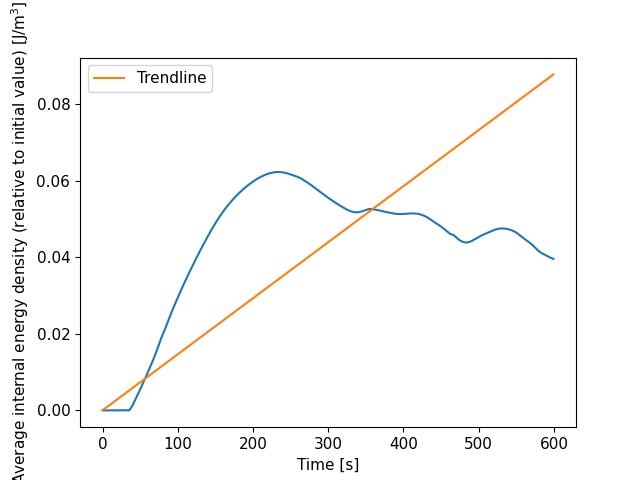 Average internal energy density (relative to initial value) [J/m³]
Trendline
0.08
0.06
0.04
0.02
0.00
0 100 200 300 400 500 600
Time [s]